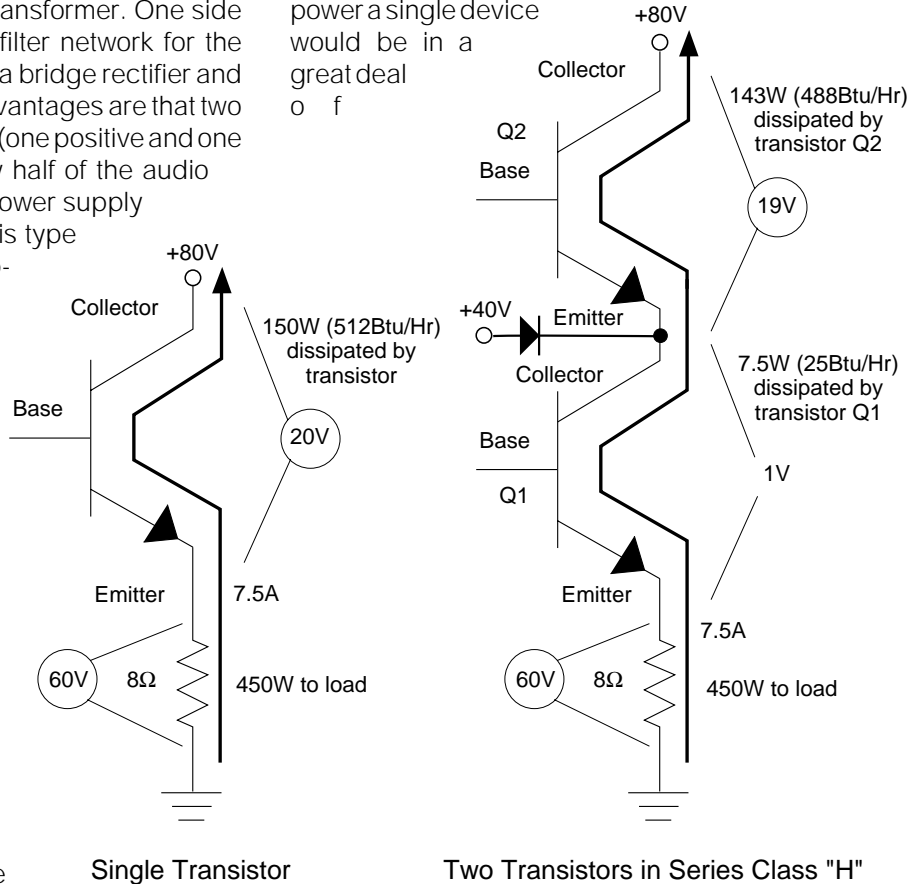 ansformer. One side
filter network for the
a bridge rectifier and
vantages are that two
(one positive and one
half of the audio
ower supply
is type
-
power a single device
would be in a
great deal
o f
+80V
Collector
Base
150W (512Btu/Hr)
dissipated by
transistor
20V
Emitter
7.5A
60V
8Ω
450W to load
Single Transistor
+80V
Collector
Q2
Base
143W (488Btu/Hr)
dissipated by
transistor Q2
19V
+40V
Emitter
Collector
7.5W (25Btu/Hr)
dissipated by
transistor Q1
Base
1V
Q1
Emitter
7.5A
60V
8Ω
450W to load
Two Transistors in Series Class "H"
e